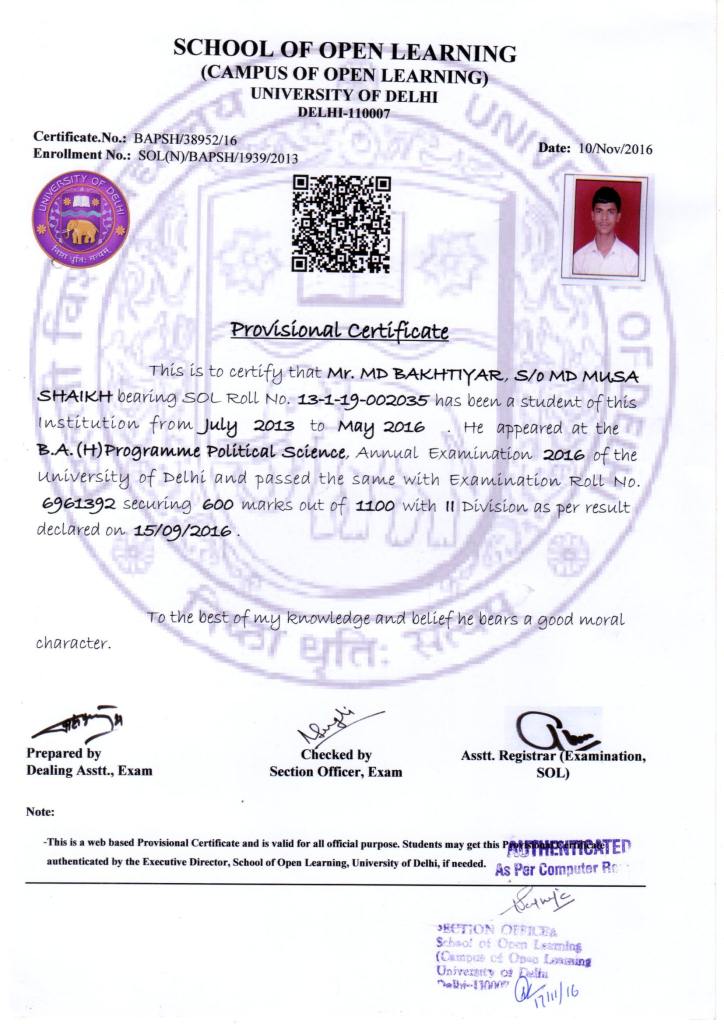 SCHOOL OF OPEN LEARNING
(CAMPUS OF OPEN LEARNING)
UNIVERSITY OF DELHI
DELHI-110007
Certificate.No.: BAPSH/38952/16
Enrollment No.: SOL(N)/BAPSH/1939/2013
Date: 10/Nov/2016
UNIVERSITY OF DELHI
निष्ठा धृति: सत्यम्
Provisional Certificate
This is to certify that Mr. MD BAKHTIYAR, S/o MD MUSA
SHAIKH bearing SOL Roll No. 13-1-19-002035 has been a student of this
Institution from July 2013 to May 2016 . He appeared at the
B.A.(H)Programme Political Science, Annual Examination 2016 of the
University of Delhi and passed the same with Examination Roll No.
6961392 securing 600 marks out of 1100 with II Division as per result
declared on 15/09/2016 .
To the best of my knowledge and belief he bears a good moral
character.
निष्ठा धृति: सत्यम्
Prepared by
Dealing Asstt., Exam
Checked by
Section Officer, Exam
Asstt. Registrar (Examination,
SOL)
Note:
-This is a web based Provisional Certificate and is valid for all official purpose. Students may get this Provisional Certificate
authenticated by the Executive Director, School of Open Learning, University of Delhi, if needed.
AUTHENTICATED
As Per Computer Re
SECTION OFFICER
School of Open Learning
(Campus of Open Learning
University of Delhi
Delhi-110007
17/11/16